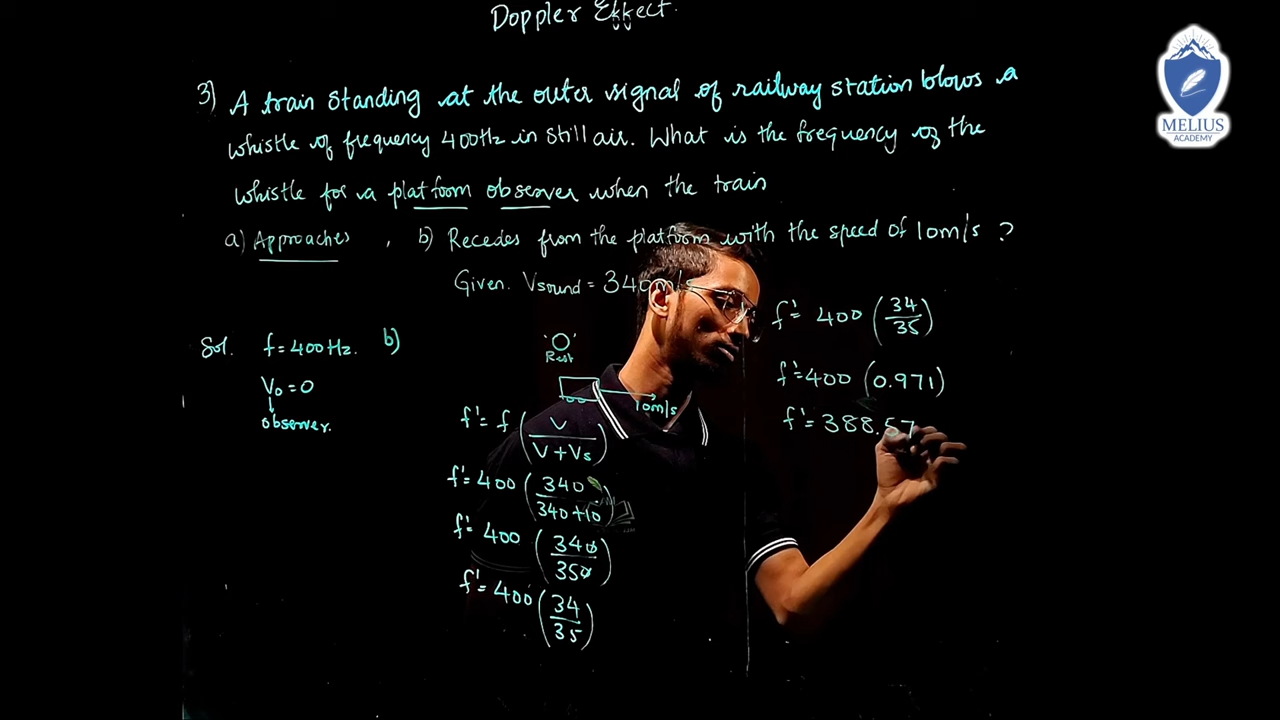 Doppler Effect.
3) A train standing at the outer signal of railway station blows a
whistle of frequency 400Hz in still air. What is the frequency of the
whistle for a platform observer when the train
a) Approaches , b) Recedes from the platform with the speed of 10m/s ?
Given. Vsound = 340m/s
Sol. f = 400Hz. b)
V₀ = 0
observer.
'O'
Rest
10m/s
f' = f (V / V + Vs)
f' = 400 (340 / 340+10)
f' = 400 (340 / 350)
f' = 400 (34 / 35)
f' = 400 (34 / 35)
f' = 400 (0.971)
f' = 388.57
MELIUS
ACADEMY